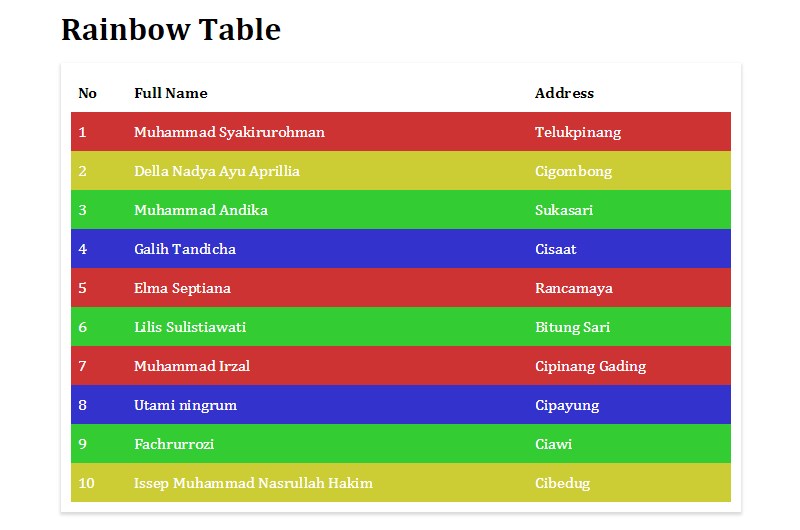 Rainbow Table
No Full Name Address
1 Muhammad Syakirurohman Telukpinang
2 Della Nadya Ayu Aprillia Cigombong
3 Muhammad Andika Sukasari
4 Galih Tandicha Cisaat
5 Elma Septiana Rancamaya
6 Lilis Sulistiawati Bitung Sari
7 Muhammad Irzal Cipinang Gading
8 Utami ningrum Cipayung
9 Fachrurrozi Ciawi
10 Issep Muhammad Nasrullah Hakim Cibedug